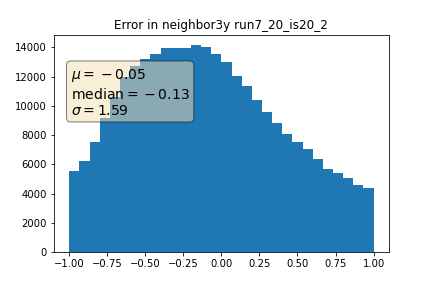 Error in neighbor3y run7_20_is20_2
14000
12000
10000
8000
6000
4000
2000
0
μ = −0.05
median = −0.13
σ = 1.59
−1.00 −0.75 −0.50 −0.25 0.00 0.25 0.50 0.75 1.00